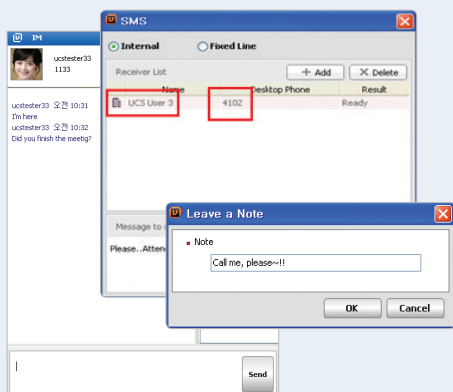 IM
ucstester33
1133
ucstester33 오전 10:31
I'm here
ucstester33 오전 10:32
Did you finish the meetig?
Send
SMS
Internal
Fixed Line
Receiver List
Add
Delete
Name
Desktop Phone
Result
UCS User 3
4102
Ready
Message to
Please..Atten
Leave a Note
Note
Call me, please~!!
OK
Cancel